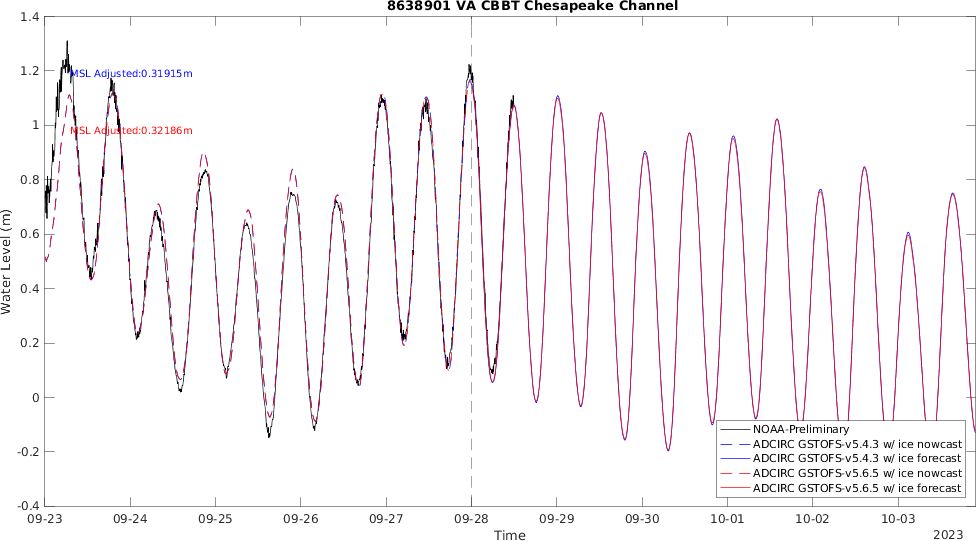 8638901 VA CBBT Chesapeake Channel
1.4
1.2
1
0.8
0.6
0.4
0.2
0
-0.2
-0.4
Water Level (m)
MSL Adjusted:0.31915m
MSL Adjusted:0.32186m
NOAA-Preliminary
ADCIRC GSTOFS-v5.4.3 w/ ice nowcast
ADCIRC GSTOFS-v5.4.3 w/ ice forecast
ADCIRC GSTOFS-v5.6.5 w/ ice nowcast
ADCIRC GSTOFS-v5.6.5 w/ ice forecast
09-23 09-24 09-25 09-26 09-27 09-28 09-29 09-30 10-01 10-02 10-03
Time
2023